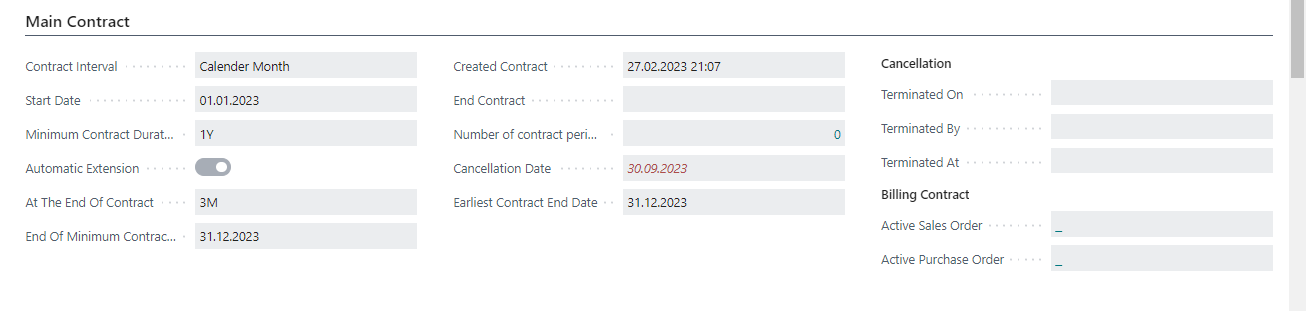 Main Contract
Contract Interval Calender Month
Start Date 01.01.2023
Minimum Contract Durat... 1Y
Automatic Extension
At The End Of Contract 3M
End Of Minimum Contrac... 31.12.2023
Created Contract 27.02.2023 21:07
End Contract
Number of contract peri... 0
Cancellation Date 30.09.2023
Earliest Contract End Date 31.12.2023
Cancellation
Terminated On
Terminated By
Terminated At
Billing Contract
Active Sales Order _
Active Purchase Order _